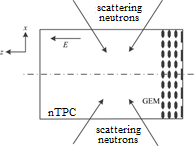 scattering
neutrons
x
z
E
GEM
nTPC
scattering
neutrons